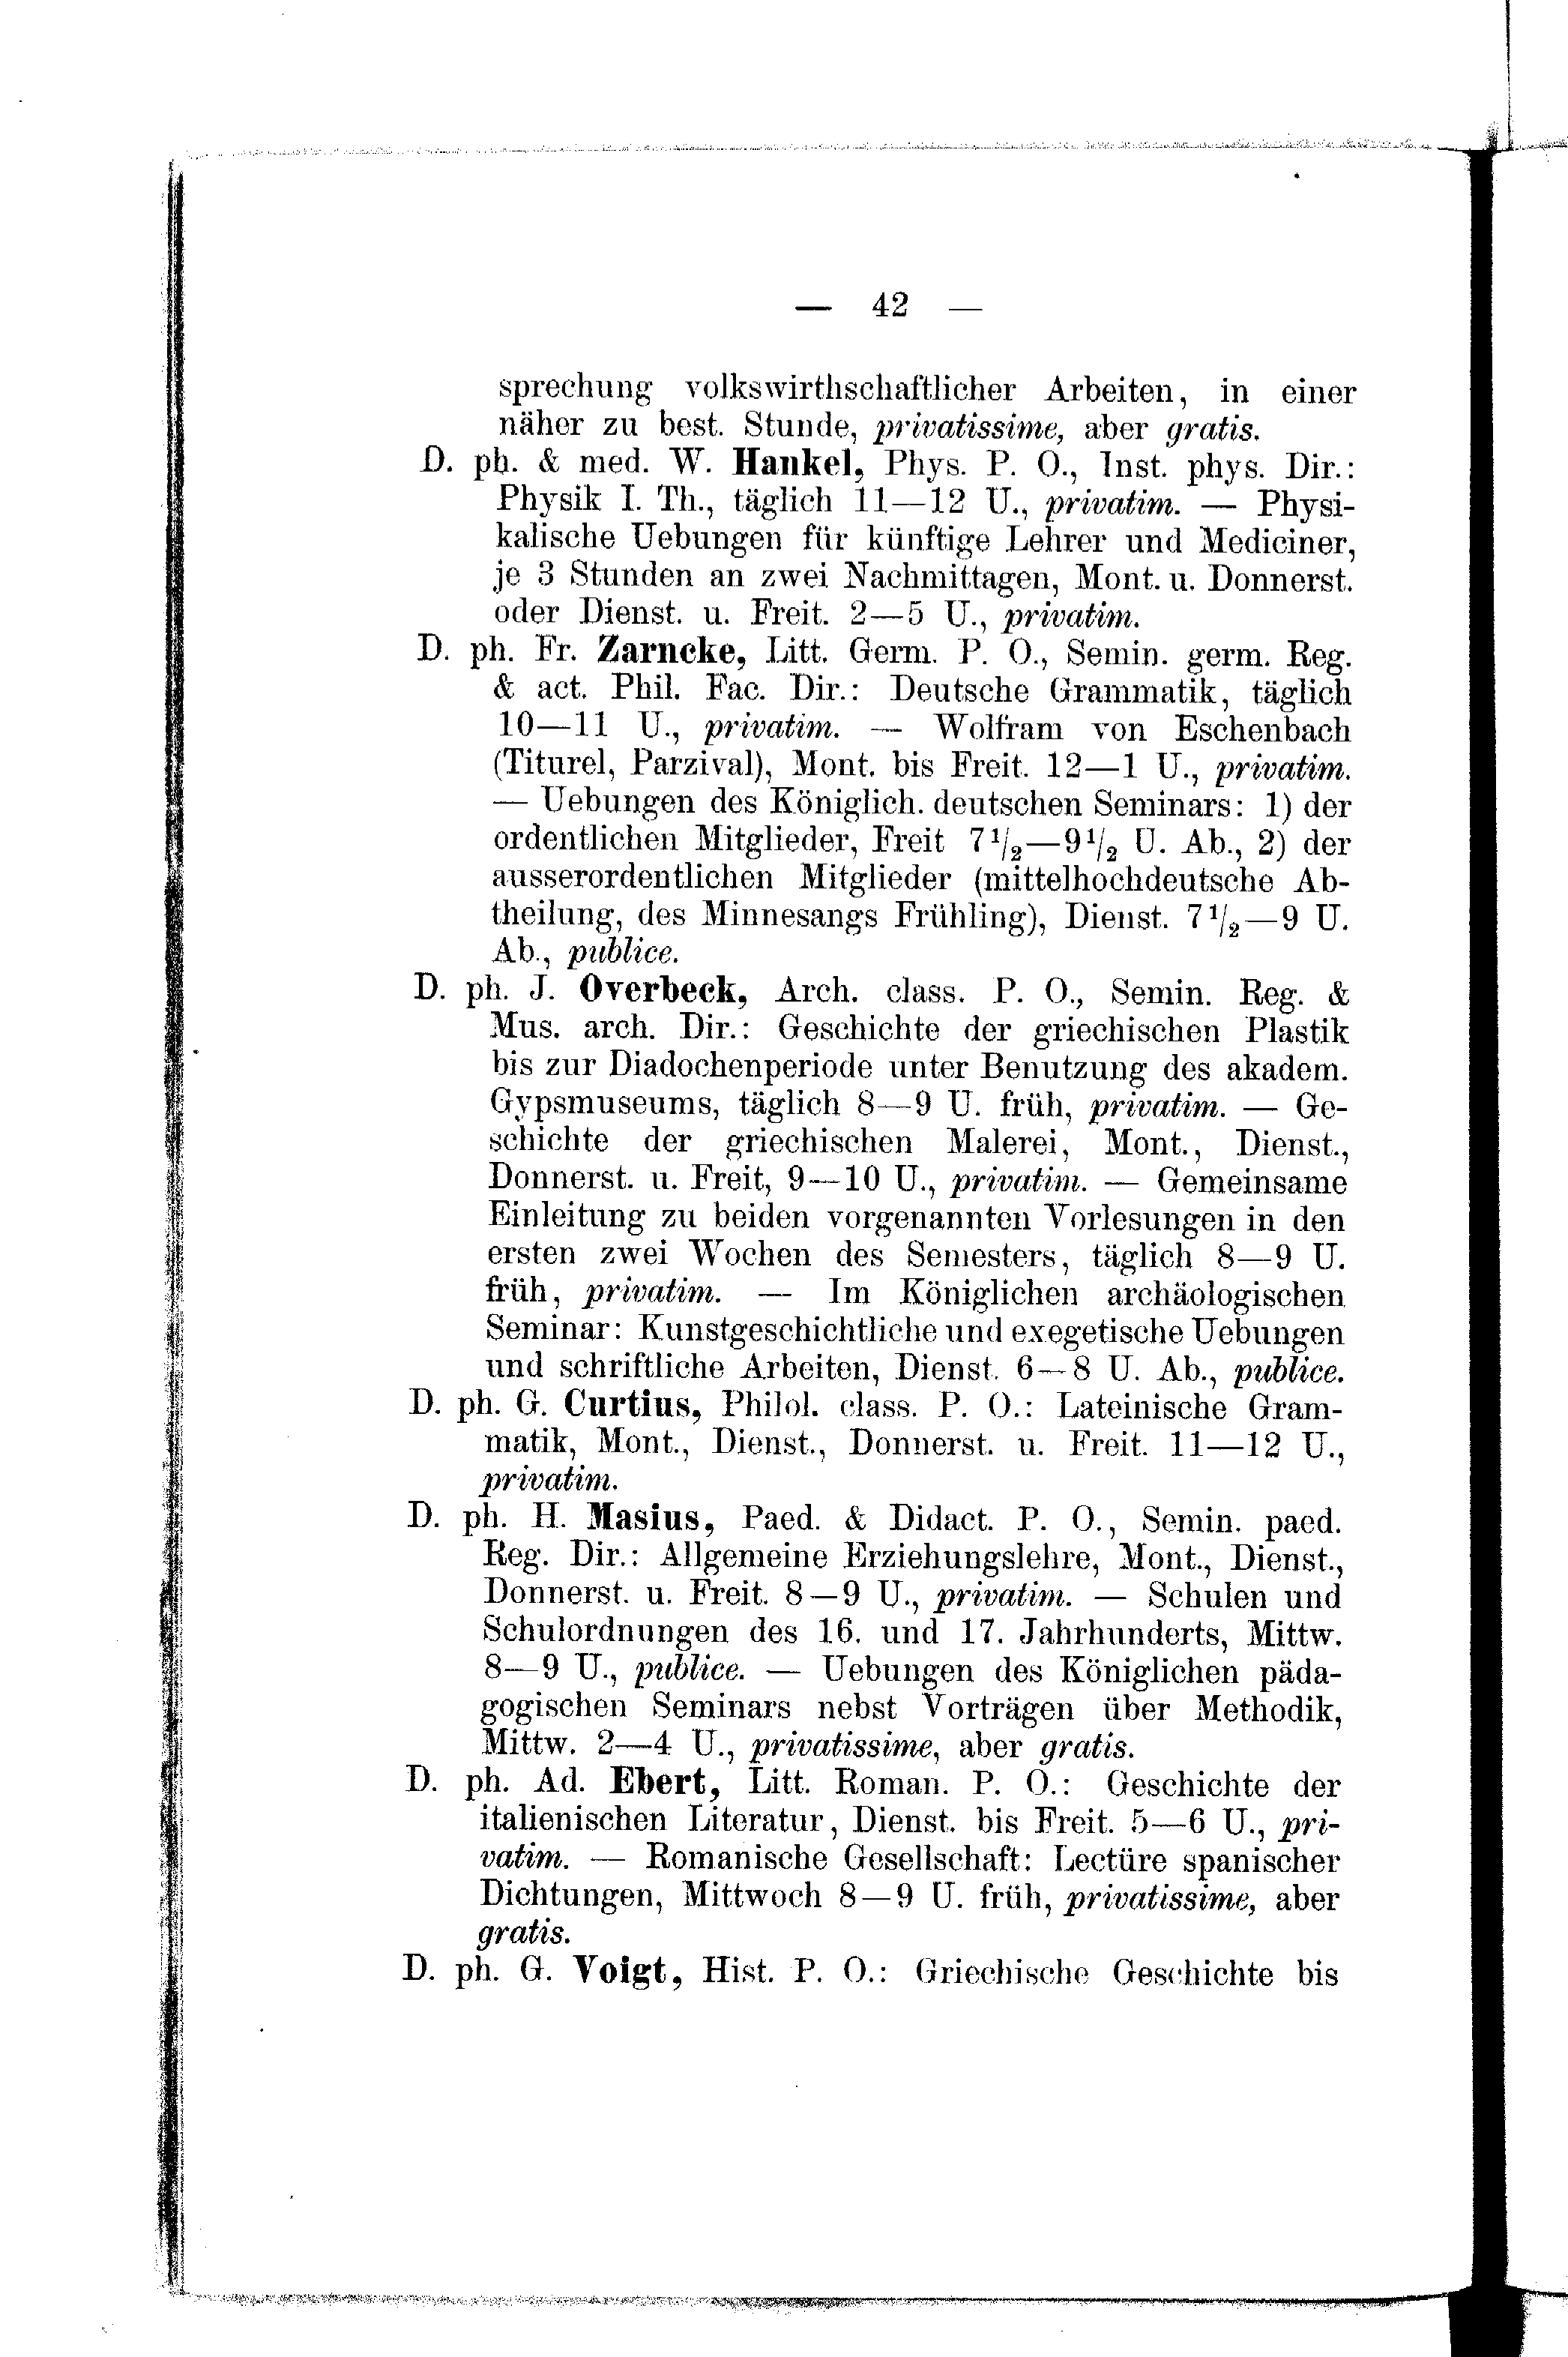 — 42 —
sprechung volkswirthschaftlicher Arbeiten, in einer
näher zu best. Stunde, privatissime, aber gratis.
D. ph. & med. W. Hankel, Phys. P. O., Inst. phys. Dir.:
Physik I. Th., täglich 11—12 U., privatim. — Physi-
kalische Uebungen für künftige Lehrer und Mediciner,
je 3 Stunden an zwei Nachmittagen, Mont. u. Donnerst.
oder Dienst. u. Freit. 2—5 U., privatim.
D. ph. Fr. Zarncke, Litt. Germ. P. O., Semin. germ. Reg.
& act. Phil. Fac. Dir.: Deutsche Grammatik, täglich
10—11 U., privatim. — Wolfram von Eschenbach
(Titurel, Parzival), Mont. bis Freit. 12—1 U., privatim.
— Uebungen des Königlich. deutschen Seminars: 1) der
ordentlichen Mitglieder, Freit 7 1/2—9 1/2 U. Ab., 2) der
ausserordentlichen Mitglieder (mittelhochdeutsche Ab-
theilung, des Minnesangs Frühling), Dienst. 7 1/2—9 U.
Ab., publice.
D. ph. J. Overbeck, Arch. class. P. O., Semin. Reg. &
Mus. arch. Dir.: Geschichte der griechischen Plastik
bis zur Diadochenperiode unter Benutzung des akadem.
Gypsmuseums, täglich 8—9 U. früh, privatim. — Ge-
schichte der griechischen Malerei, Mont., Dienst.,
Donnerst. u. Freit, 9—10 U., privatim. — Gemeinsame
Einleitung zu beiden vorgenannten Vorlesungen in den
ersten zwei Wochen des Semesters, täglich 8—9 U.
früh, privatim. — Im Königlichen archäologischen
Seminar: Kunstgeschichtliche und exegetische Uebungen
und schriftliche Arbeiten, Dienst. 6—8 U. Ab., publice.
D. ph. G. Curtius, Philol. class. P. O.: Lateinische Gram-
matik, Mont., Dienst., Donnerst. u. Freit. 11—12 U.,
privatim.
D. ph. H. Masius, Paed. & Didact. P. O., Semin. paed.
Reg. Dir.: Allgemeine Erziehungslehre, Mont., Dienst.,
Donnerst. u. Freit. 8—9 U., privatim. — Schulen und
Schulordnungen des 16. und 17. Jahrhunderts, Mittw.
8—9 U., publice. — Uebungen des Königlichen päda-
gogischen Seminars nebst Vorträgen über Methodik,
Mittw. 2—4 U., privatissime, aber gratis.
D. ph. Ad. Ebert, Litt. Roman. P. O.: Geschichte der
italienischen Literatur, Dienst. bis Freit. 5—6 U., pri-
vatim. — Romanische Gesellschaft: Lectüre spanischer
Dichtungen, Mittwoch 8—9 U. früh, privatissime, aber
gratis.
D. ph. G. Voigt, Hist. P. O.: Griechische Geschichte bis